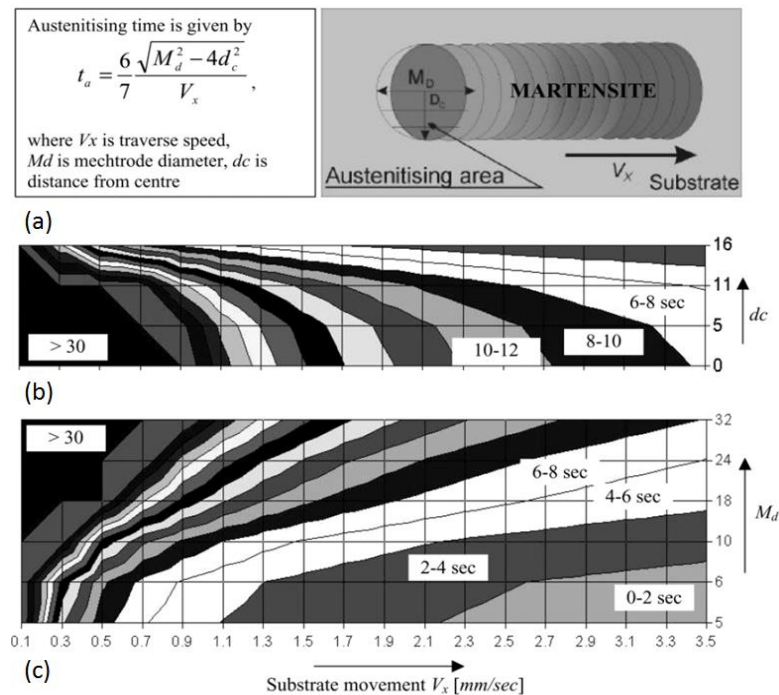 Austenitising time is given by
t_a = 6/7 √(M_d^2 − 4d_c^2) / V_x ,
where Vx is traverse speed,
Md is mechtrode diameter, dc is
distance from centre
M_D
D_c
MARTENSITE
Austenitising area
V_X
Substrate
(a)
> 30
10-12
8-10
6-8 sec
16
11
5
0
dc
(b)
> 30
6-8 sec
4-6 sec
2-4 sec
0-2 sec
32
24
18
10
6
5
M_d
0.1 0.3 0.5 0.7 0.9 1.1 1.3 1.5 1.7 1.9 2.1 2.3 2.5 2.7 2.9 3.1 3.3 3.5
(c)
Substrate movement V_x [mm/sec]